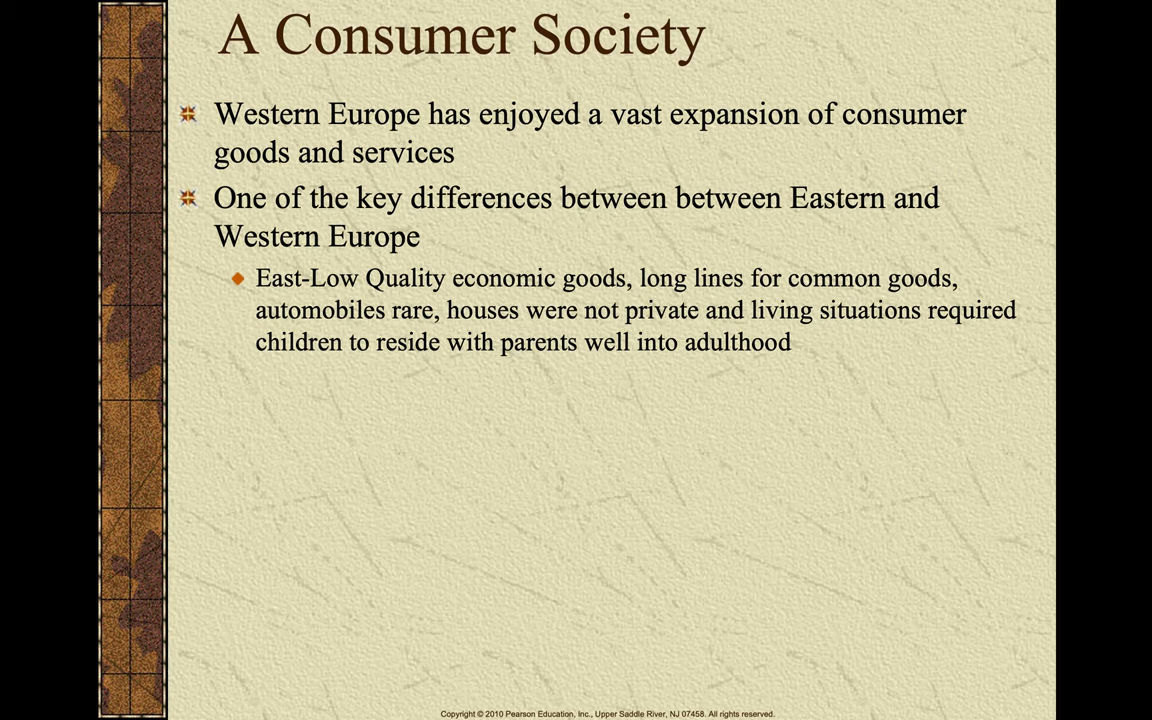 A Consumer Society
Western Europe has enjoyed a vast expansion of consumer
goods and services
One of the key differences between between Eastern and
Western Europe
East-Low Quality economic goods, long lines for common goods,
automobiles rare, houses were not private and living situations required
children to reside with parents well into adulthood
Copyright © 2010 Pearson Education, Inc., Upper Saddle River, NJ 07458. All rights reserved.